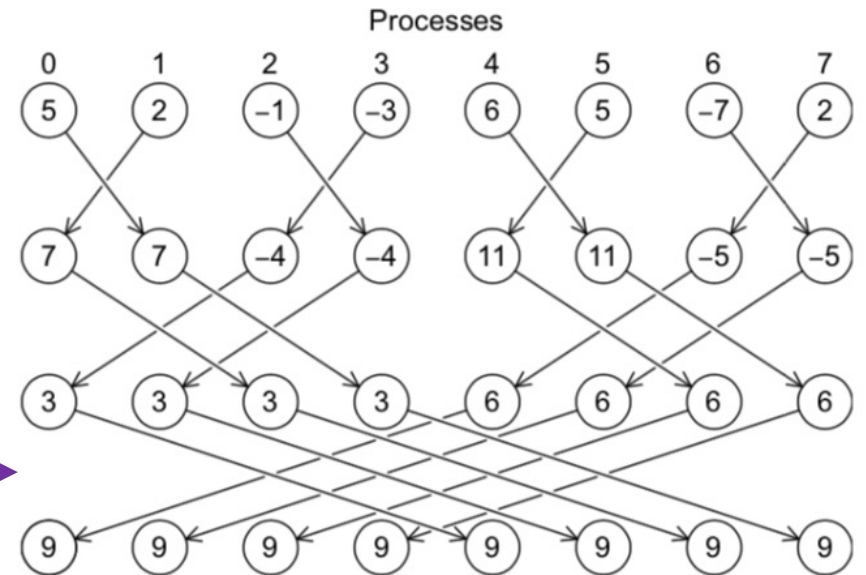 Processes
0 1 2 3 4 5 6 7
5 2 –1 –3 6 5 –7 2
7 7 –4 –4 11 11 –5 –5
3 3 3 3 6 6 6 6
9 9 9 9 9 9 9 9